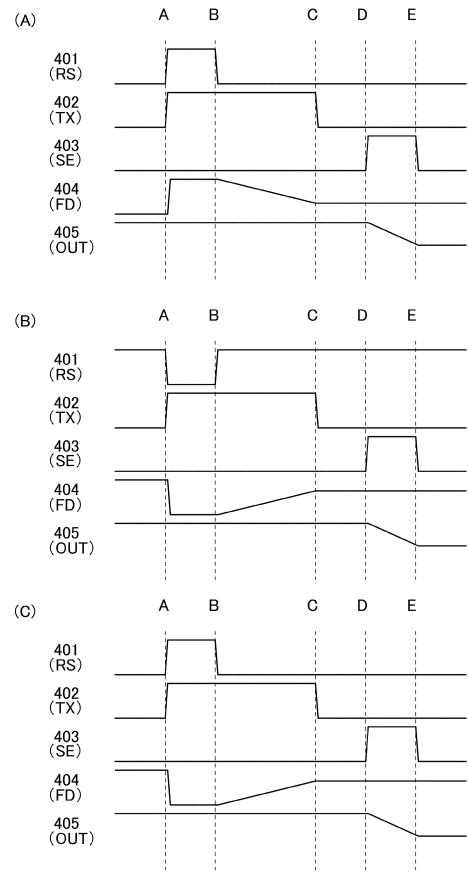 (A)
A B C D E
401
(RS)
402
(TX)
403
(SE)
404
(FD)
405
(OUT)
(B)
A B C D E
401
(RS)
402
(TX)
403
(SE)
404
(FD)
405
(OUT)
(C)
A B C D E
401
(RS)
402
(TX)
403
(SE)
404
(FD)
405
(OUT)